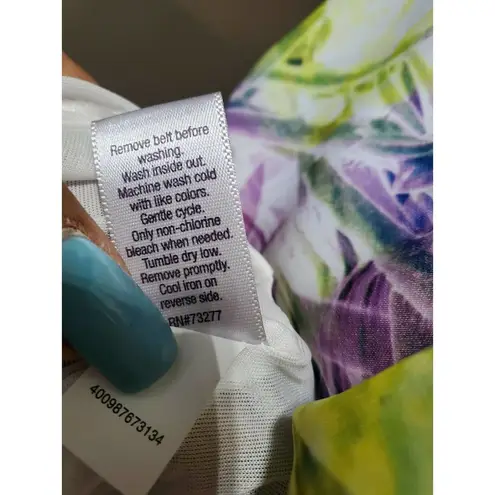 Remove belt before
washing.
Wash inside out.
Machine wash cold
with like colors.
Gentle cycle.
Only non-chlorine
bleach when needed.
Tumble dry low.
Remove promptly.
Cool iron on
reverse side.
RN#73277
400987673134